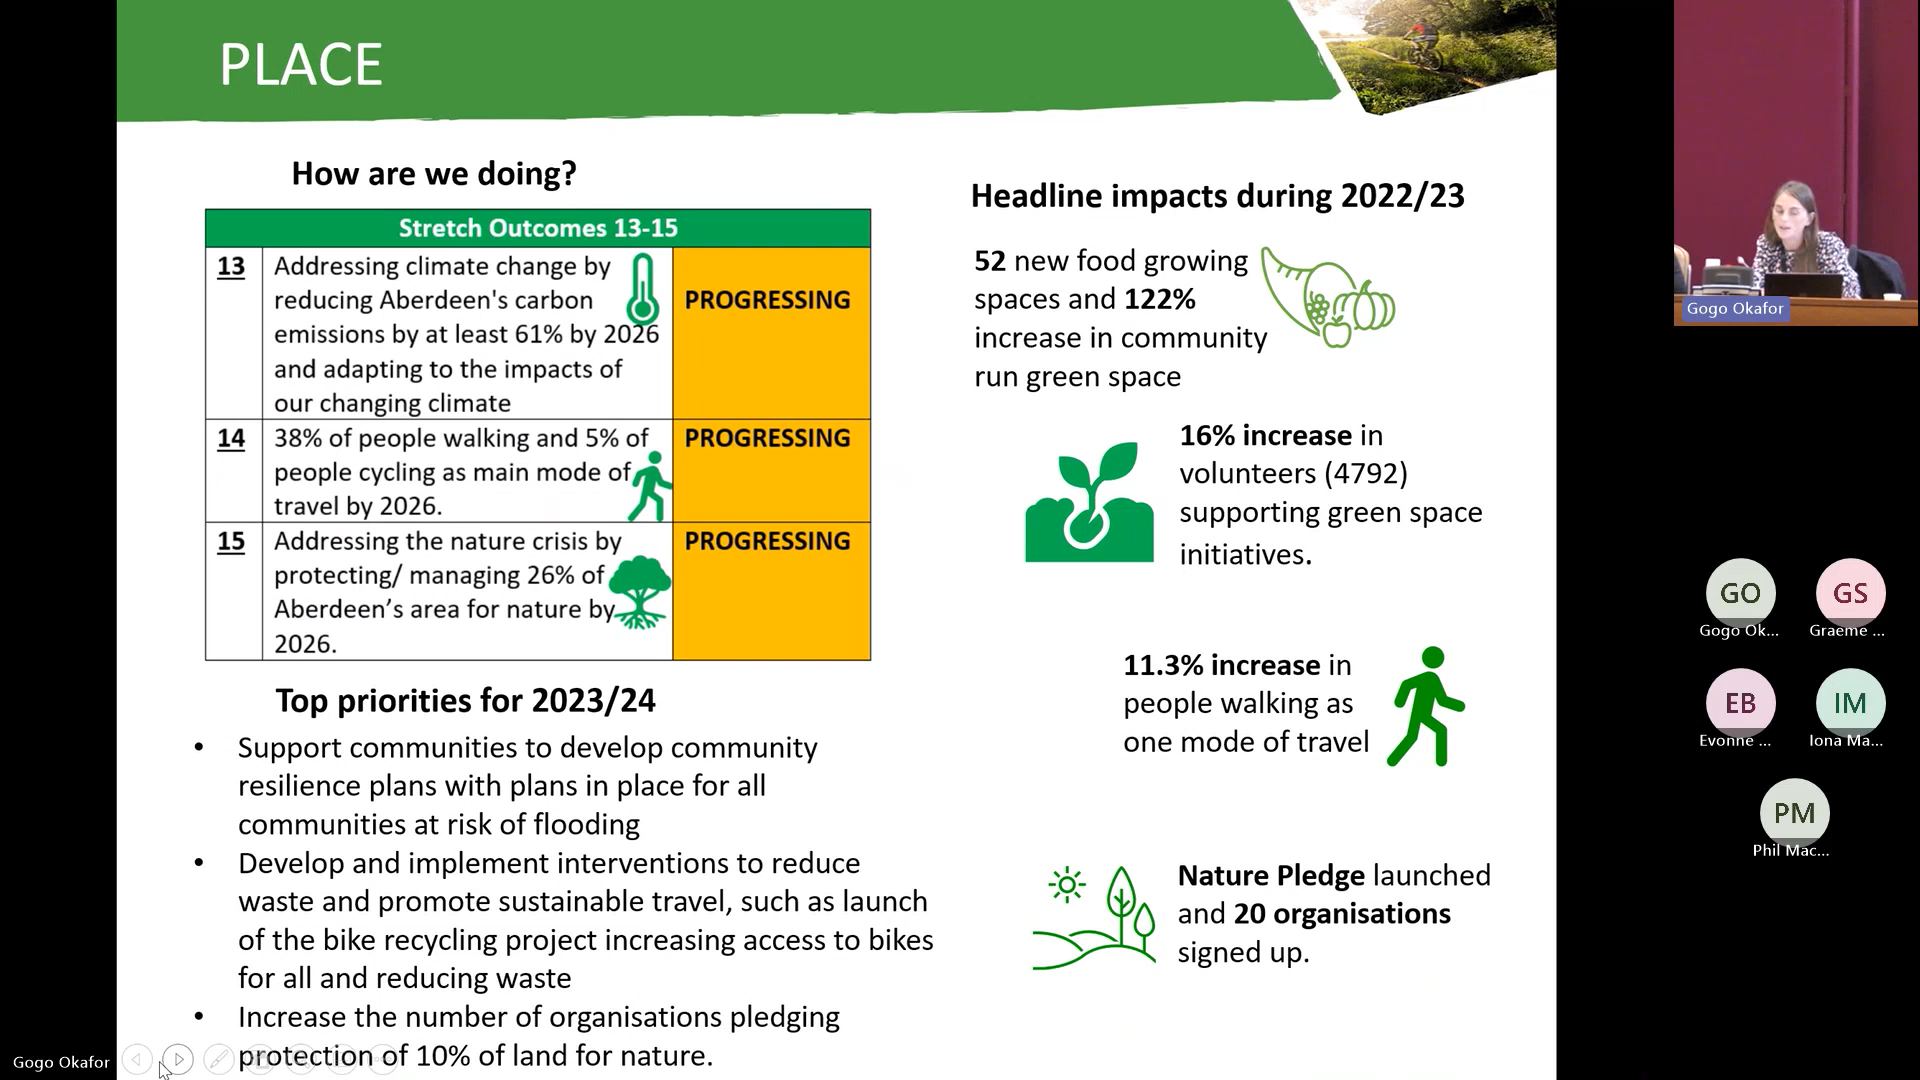 PLACE
How are we doing?
Stretch Outcomes 13-15
13
Addressing climate change by
reducing Aberdeen's carbon
emissions by at least 61% by 2026
and adapting to the impacts of
our changing climate
PROGRESSING
14
38% of people walking and 5% of
people cycling as main mode of
travel by 2026.
PROGRESSING
15
Addressing the nature crisis by
protecting/ managing 26% of
Aberdeen’s area for nature by
2026.
PROGRESSING
Top priorities for 2023/24
• Support communities to develop community
resilience plans with plans in place for all
communities at risk of flooding
• Develop and implement interventions to reduce
waste and promote sustainable travel, such as launch
of the bike recycling project increasing access to bikes
for all and reducing waste
• Increase the number of organisations pledging
protection of 10% of land for nature.
Headline impacts during 2022/23
52 new food growing
spaces and 122%
increase in community
run green space
16% increase in
volunteers (4792)
supporting green space
initiatives.
11.3% increase in
people walking as
one mode of travel
Nature Pledge launched
and 20 organisations
signed up.
Gogo Okafor
GO
Gogo Ok...
GS
Graeme ...
EB
Evonne ...
IM
Iona Ma...
PM
Phil Mac...
Gogo Okafor